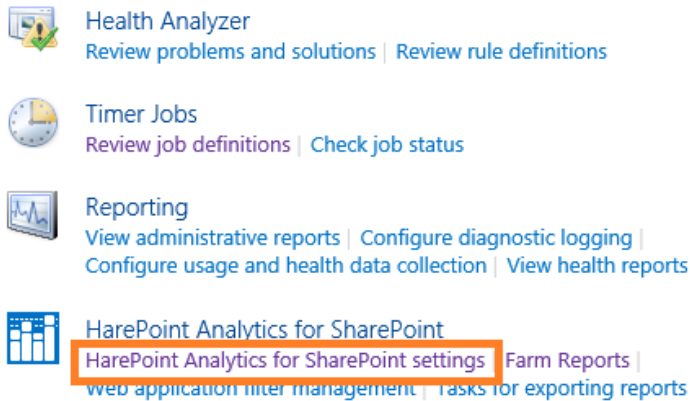 Health Analyzer
Review problems and solutions | Review rule definitions
Timer Jobs
Review job definitions | Check job status
Reporting
View administrative reports | Configure diagnostic logging |
Configure usage and health data collection | View health reports
HarePoint Analytics for SharePoint
HarePoint Analytics for SharePoint settings | Farm Reports |
Web application filter management | Tasks for exporting reports